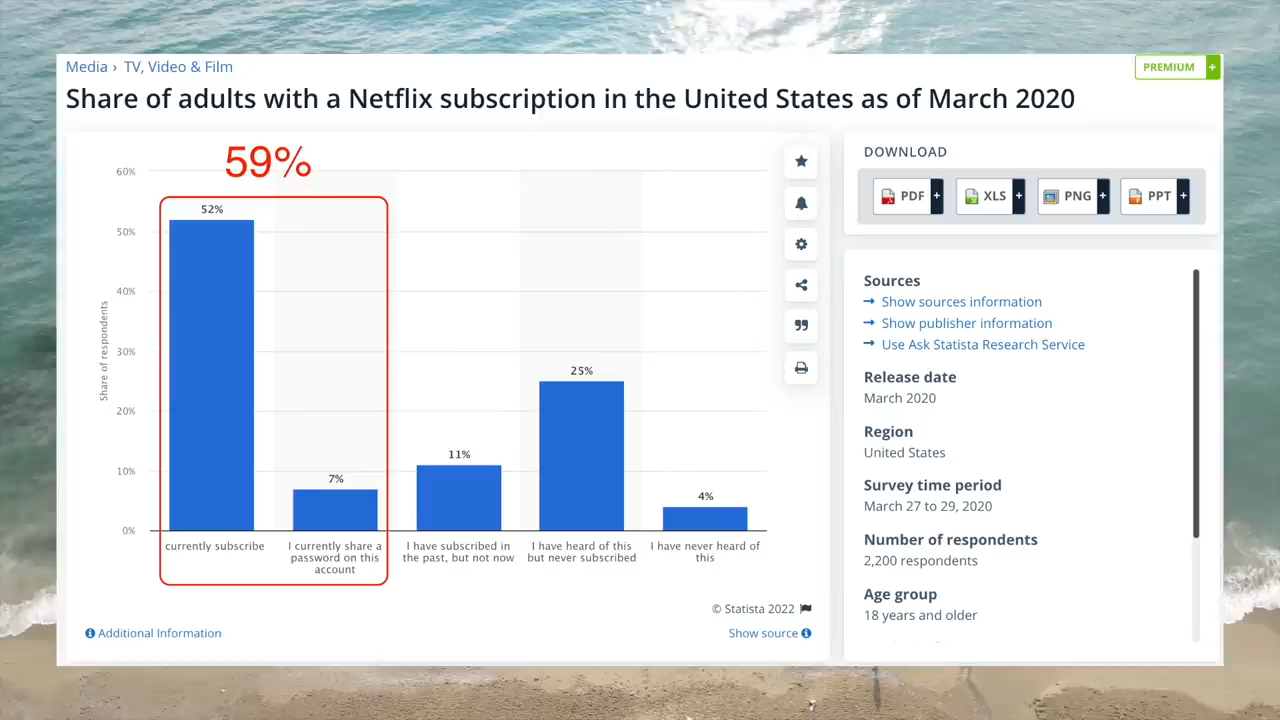 Media › TV, Video & Film
PREMIUM +
Share of adults with a Netflix subscription in the United States as of March 2020
59%
60%
50%
40%
30%
20%
10%
0%
Share of respondents
52%
7%
11%
25%
4%
currently subscribe
I currently share a
password on this
account
I have subscribed in
the past, but not now
I have heard of this
but never subscribed
I have never heard of
this
© Statista 2022
Additional Information
Show source
DOWNLOAD
PDF +
XLS +
PNG +
PPT +
Sources
Show sources information
Show publisher information
Use Ask Statista Research Service
Release date
March 2020
Region
United States
Survey time period
March 27 to 29, 2020
Number of respondents
2,200 respondents
Age group
18 years and older